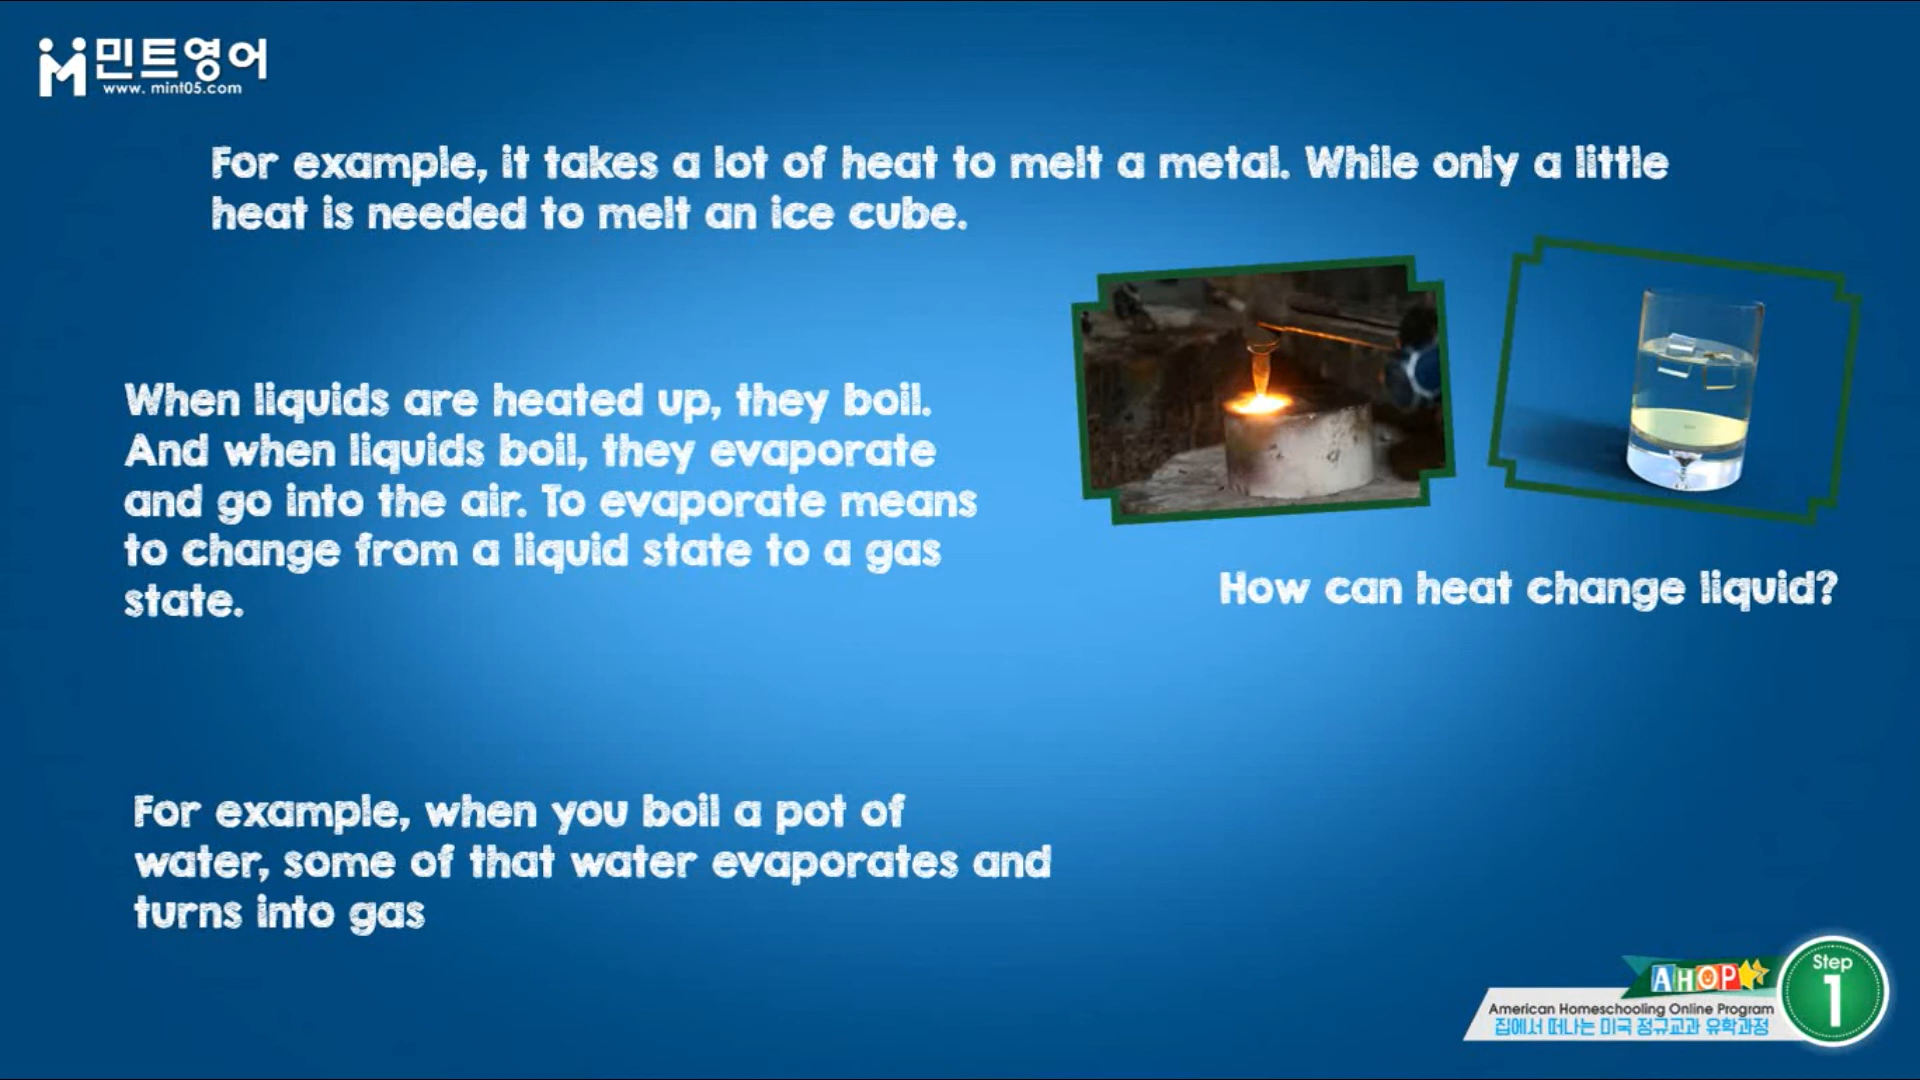 민트영어
www. mint05.com
For example, it takes a lot of heat to melt a metal. While only a little
heat is needed to melt an ice cube.
When liquids are heated up, they boil.
And when liquids boil, they evaporate
and go into the air. To evaporate means
to change from a liquid state to a gas
state.
How can heat change liquid?
For example, when you boil a pot of
water, some of that water evaporates and
turns into gas
AHOP
Step
1
American Homeschooling Online Program
집에서 떠나는 미국 정규교과 유학과정